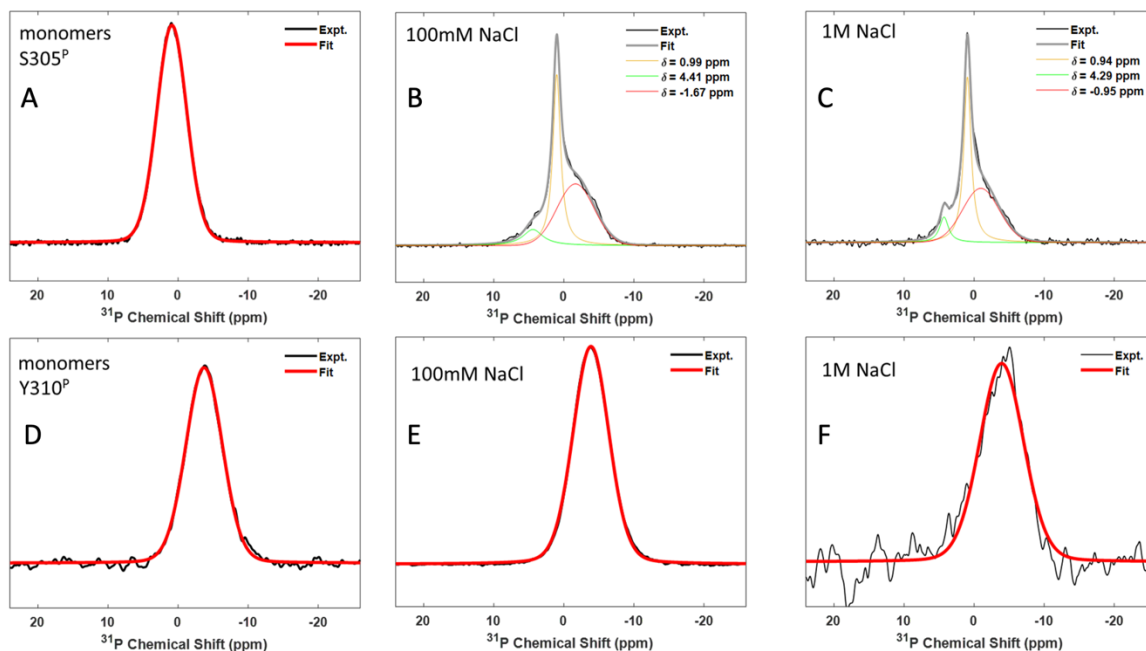 monomers
S305ᴾ
A
Expt.
Fit
20 10 0 -10 -20
³¹P Chemical Shift (ppm)
100mM NaCl
B
Expt.
Fit
δ = 0.99 ppm
δ = 4.41 ppm
δ = -1.67 ppm
20 10 0 -10 -20
³¹P Chemical Shift (ppm)
1M NaCl
C
Expt.
Fit
δ = 0.94 ppm
δ = 4.29 ppm
δ = -0.95 ppm
20 10 0 -10 -20
³¹P Chemical Shift (ppm)
monomers
Y310ᴾ
D
Expt.
Fit
20 10 0 -10 -20
³¹P Chemical Shift (ppm)
100mM NaCl
E
Expt.
Fit
20 10 0 -10 -20
³¹P Chemical Shift (ppm)
1M NaCl
F
Expt.
Fit
20 10 0 -10 -20
³¹P Chemical Shift (ppm)